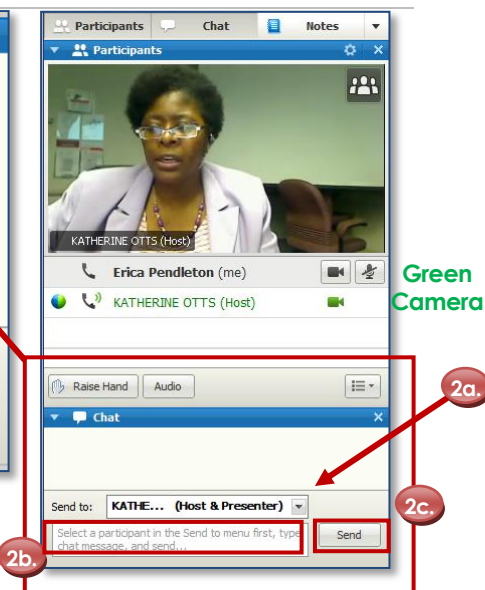 Participants Chat Notes
Participants
KATHERINE OTTS (Host)
Erica Pendleton (me)
KATHERINE OTTS (Host)
Green
Camera
Raise Hand Audio
2a.
Chat
Send to: KATHE... (Host & Presenter)
2c.
Select a participant in the Send to menu first, type
chat message, and send...
Send
2b.